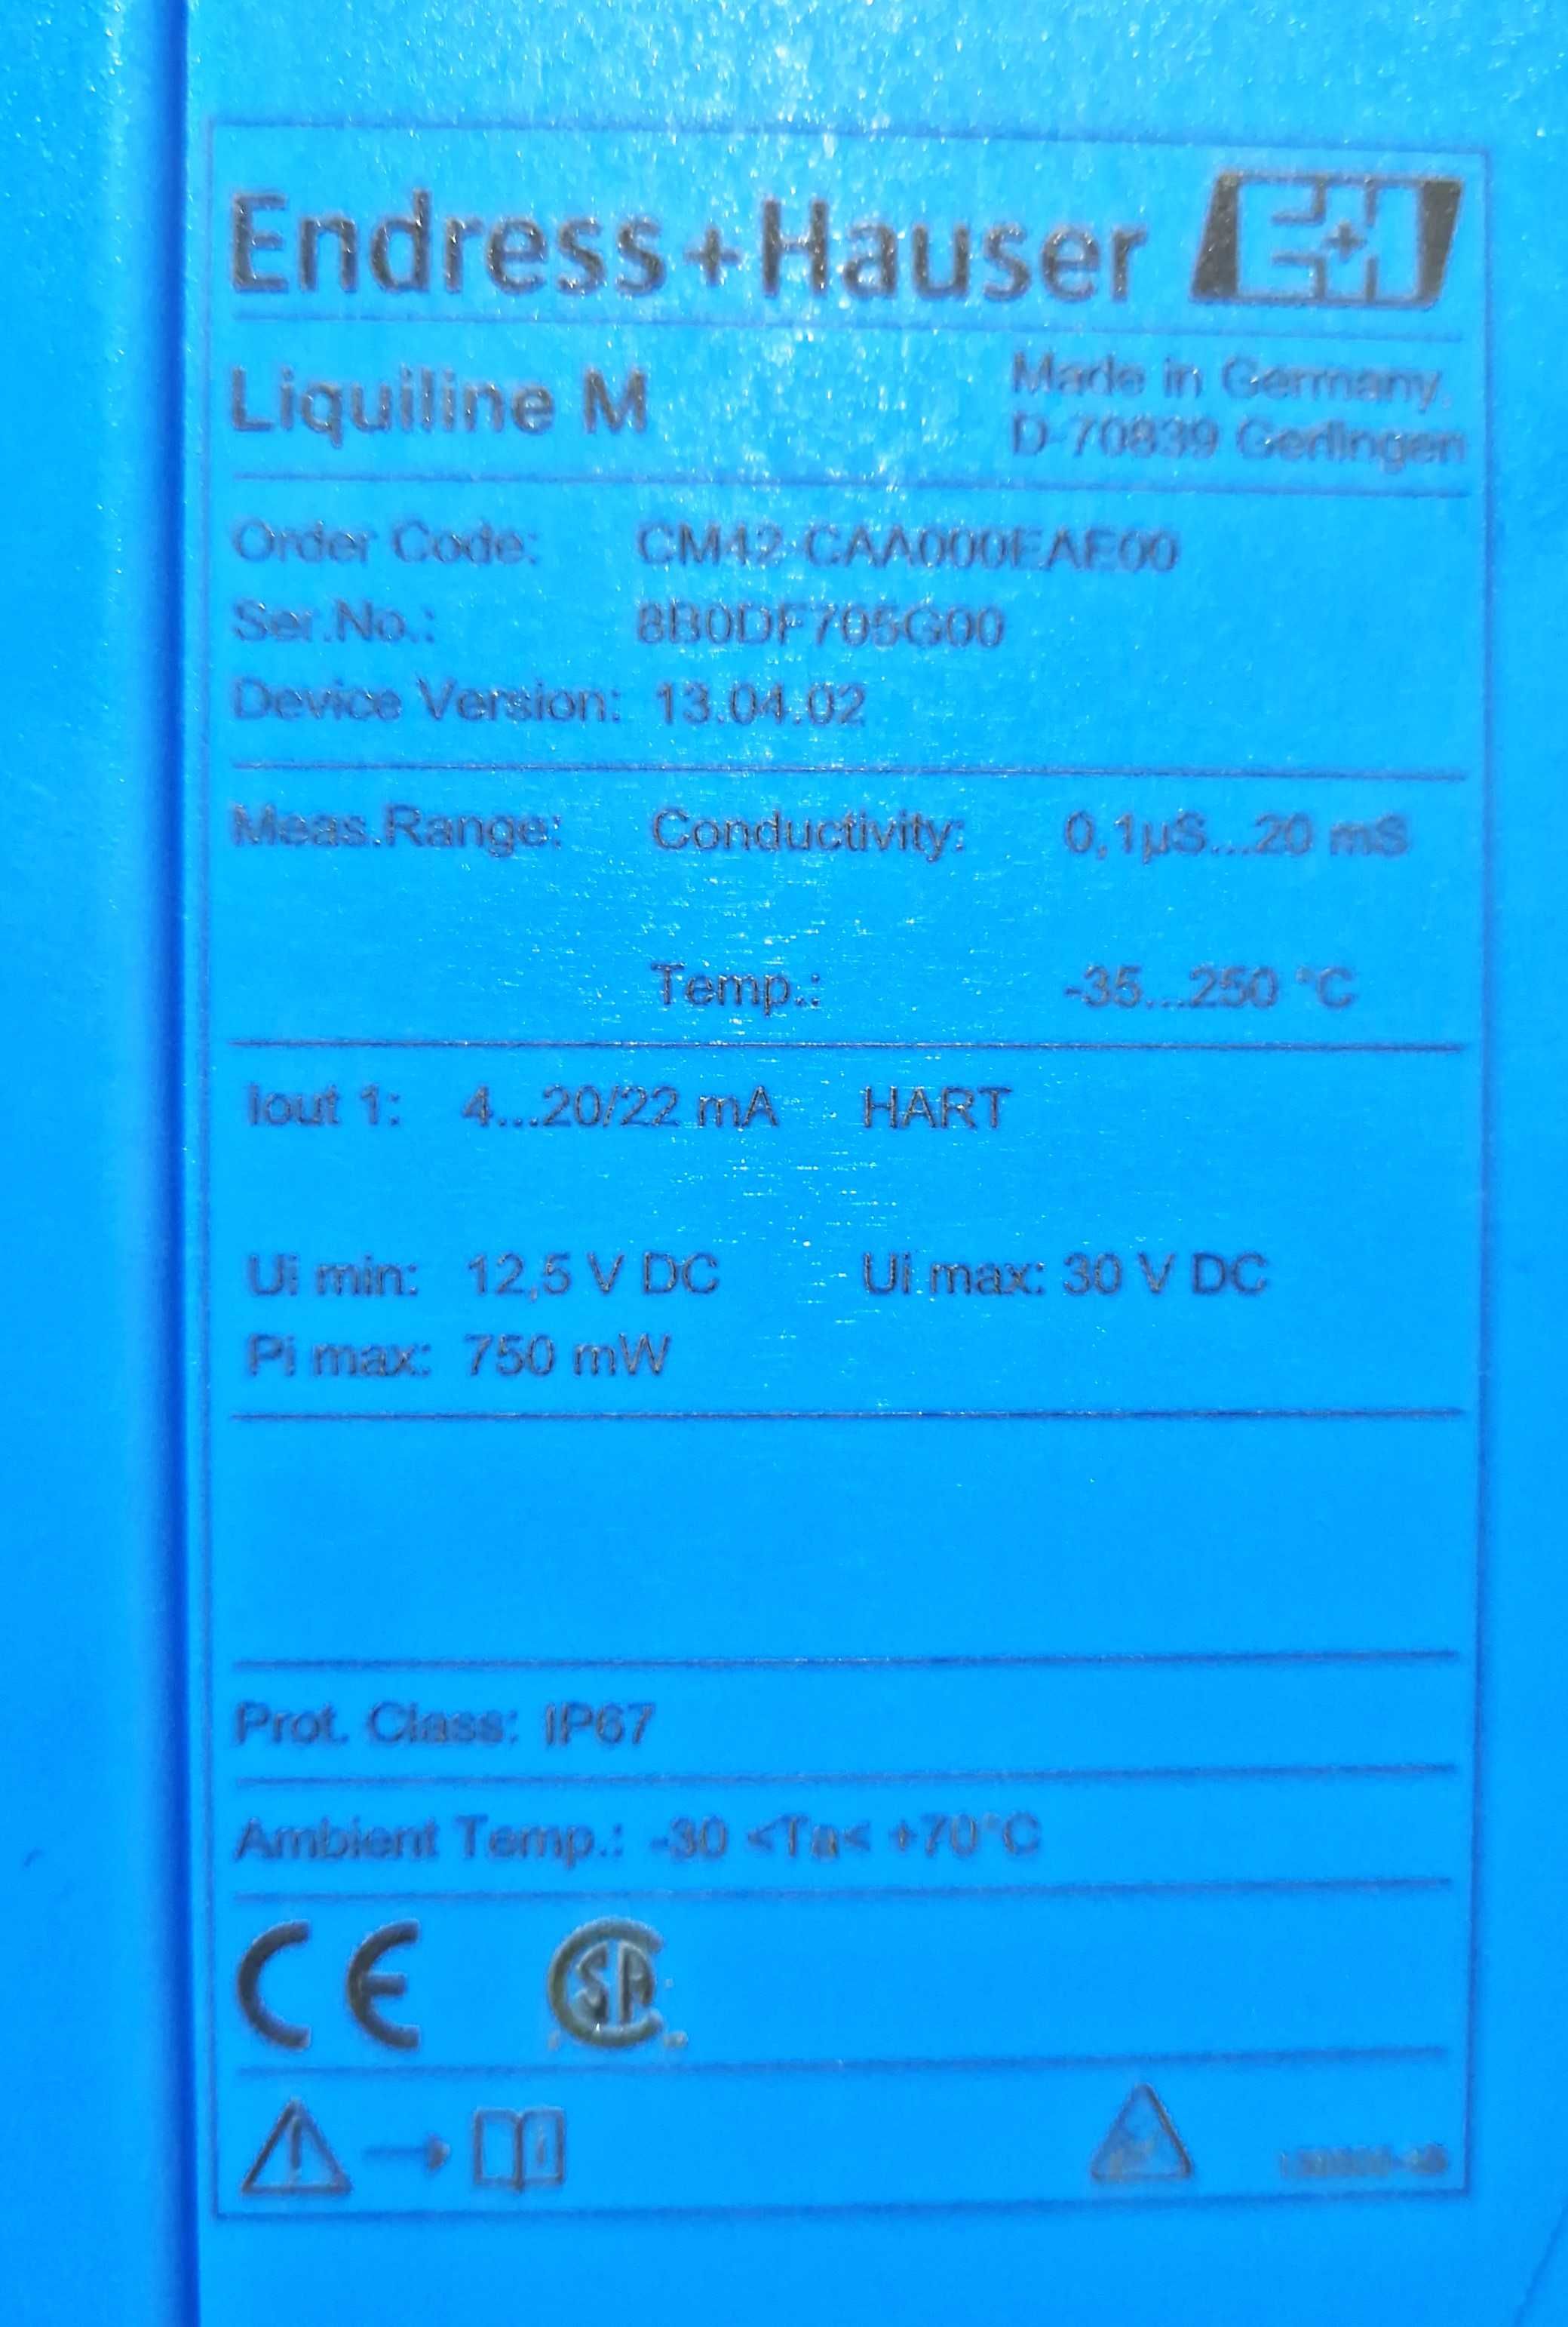 Endress+Hauser E+H
Liquiline M
Made in Germany,
D-70839 Gerlingen
Order Code: CM42-CAA000EAE00
Ser.No.: 8B0DF705G00
Device Version: 13.04.02
Meas.Range: Conductivity: 0,1µS...20 mS
Temp.: -35...250 °C
Iout 1: 4...20/22 mA HART
Ui min: 12,5 V DC Ui max: 30 V DC
Pi max: 750 mW
Prot. Class: IP67
Ambient Temp.: -30 <Ta< +70°C
CE CSA